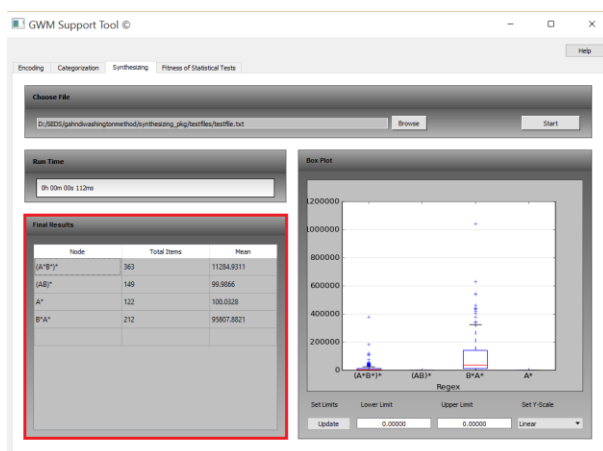 GWM Support Tool ©
Help
Encoding Categorization Synthesizing Fitness of Statistical Tests
Choose File
D:/SEDS/gahndiwashingtonmethod/synthesizing_pkg/testfiles/testfile.txt Browse Start
Run Time
0h 00m 00s 112ms
Final Results
Node Total Items Mean
(A*B*)* 363 11284.9311
(AB)* 149 99.9866
A* 122 100.0328
B*A* 212 95807.8821
Box Plot
1200000
1000000
800000
600000
400000
200000
0
(A*B*)* (AB)* B*A* A*
Regex
Set Limits Lower Limit Upper Limit Set Y-Scale
Update 0.00000 0.00000 Linear